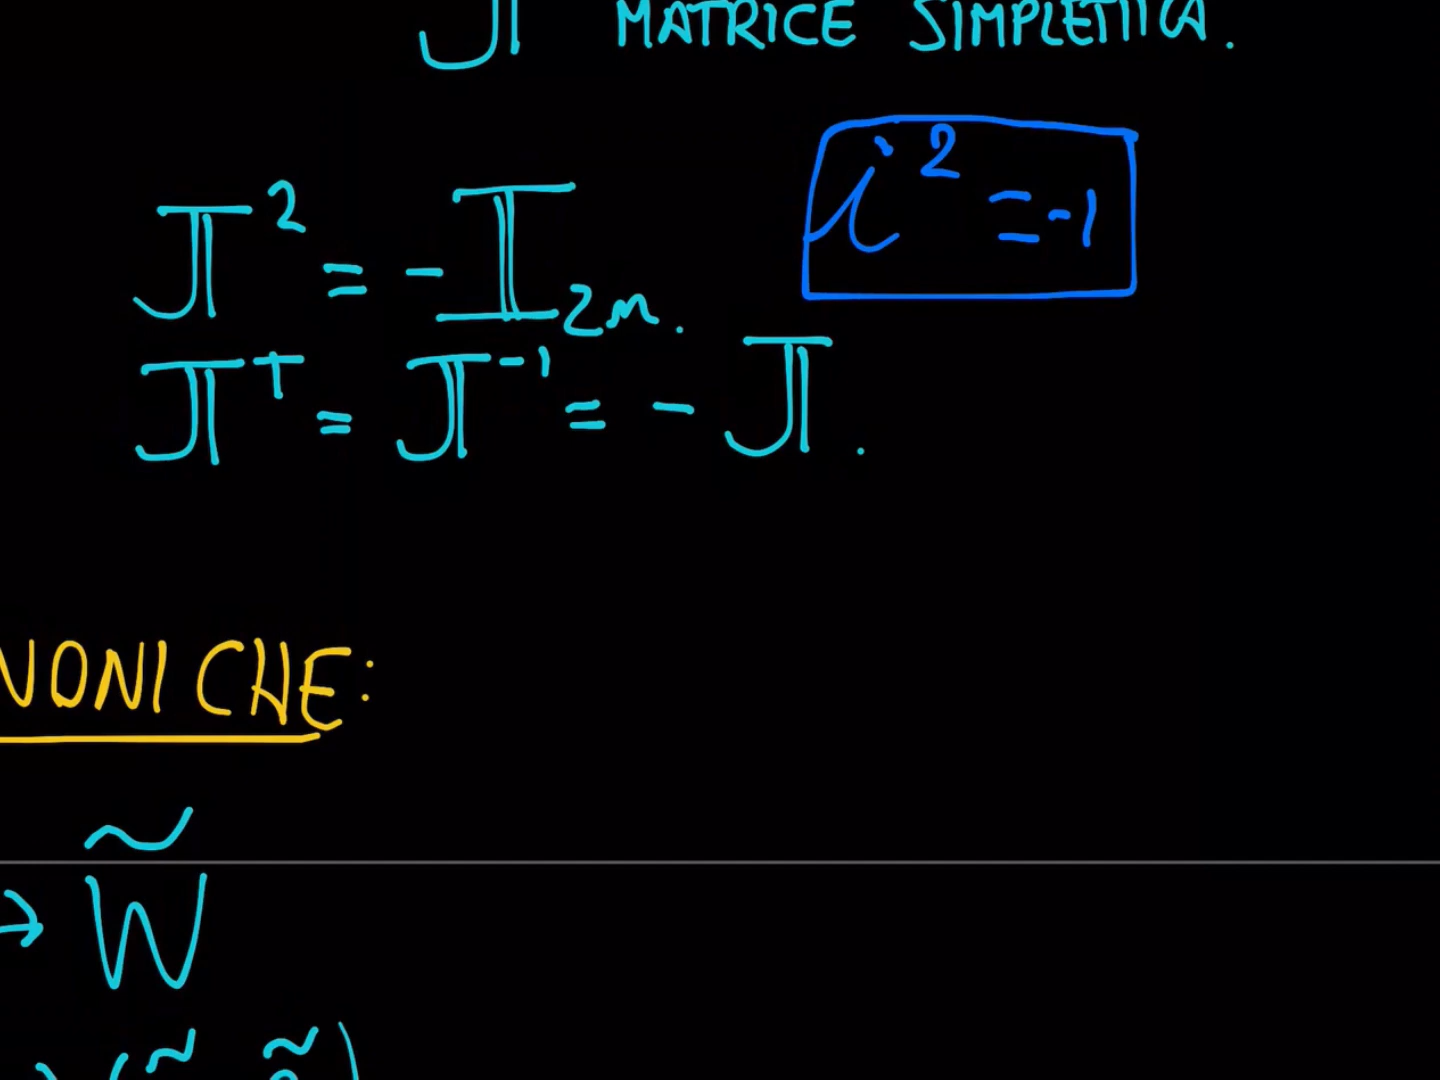 𝕁 MATRICE SIMPLETTICA.
i² = -1
𝕁² = -𝕀₂ₙ.
𝕁ᵀ = 𝕁⁻¹ = -𝕁.
NONICHE:
→ W̃